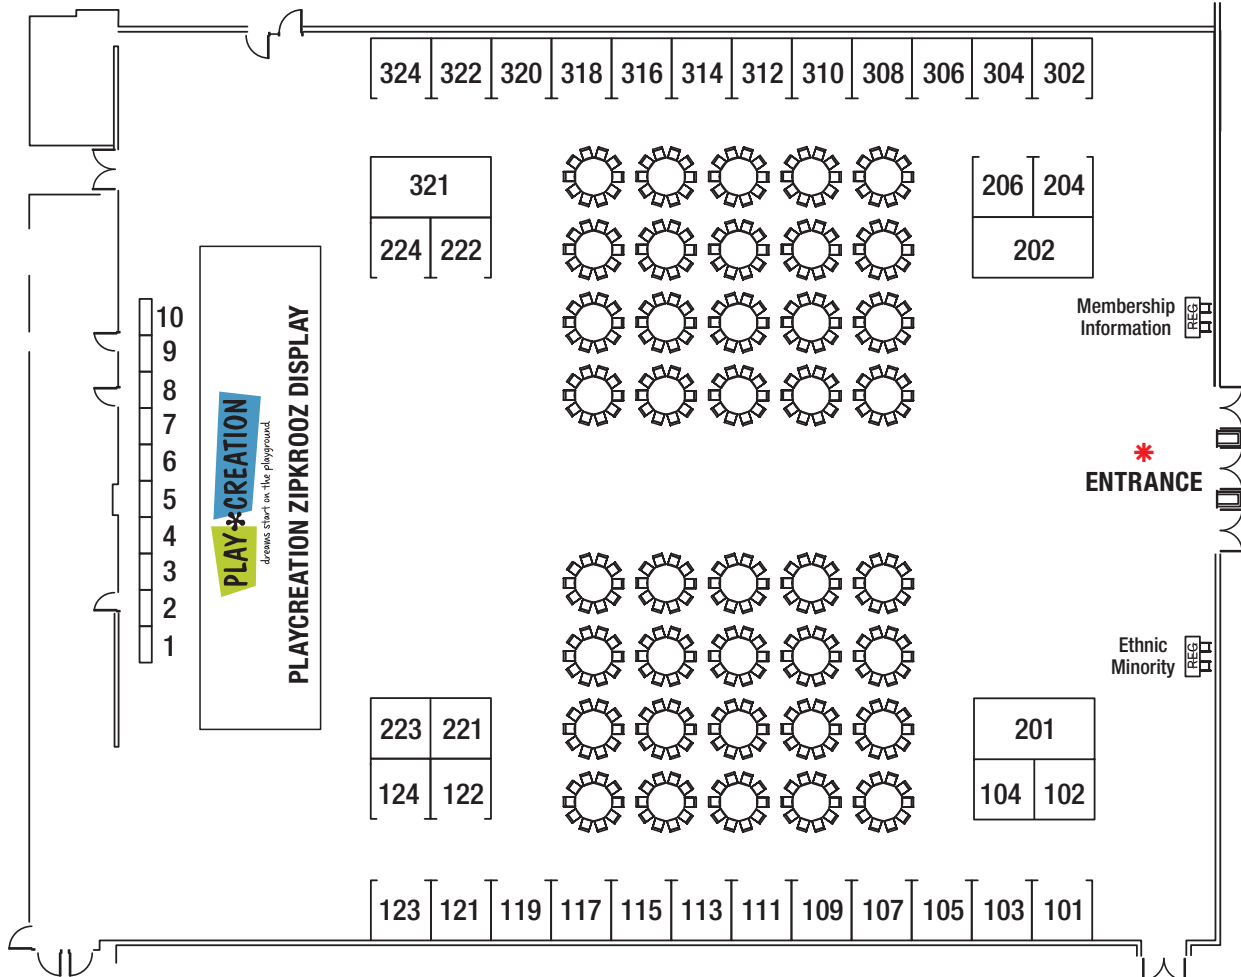 324 322 320 318 316 314 312 310 308 306 304 302
321
224 222
206 204
202
Membership
Information
REG
10
9
8
7
6
5
4
3
2
1
PLAY CREATION
dreams start on the playground
PLAYCREATION ZIPKROOZ DISPLAY
ENTRANCE
Ethnic
Minority
REG
223 221
124 122
201
104 102
123 121 119 117 115 113 111 109 107 105 103 101